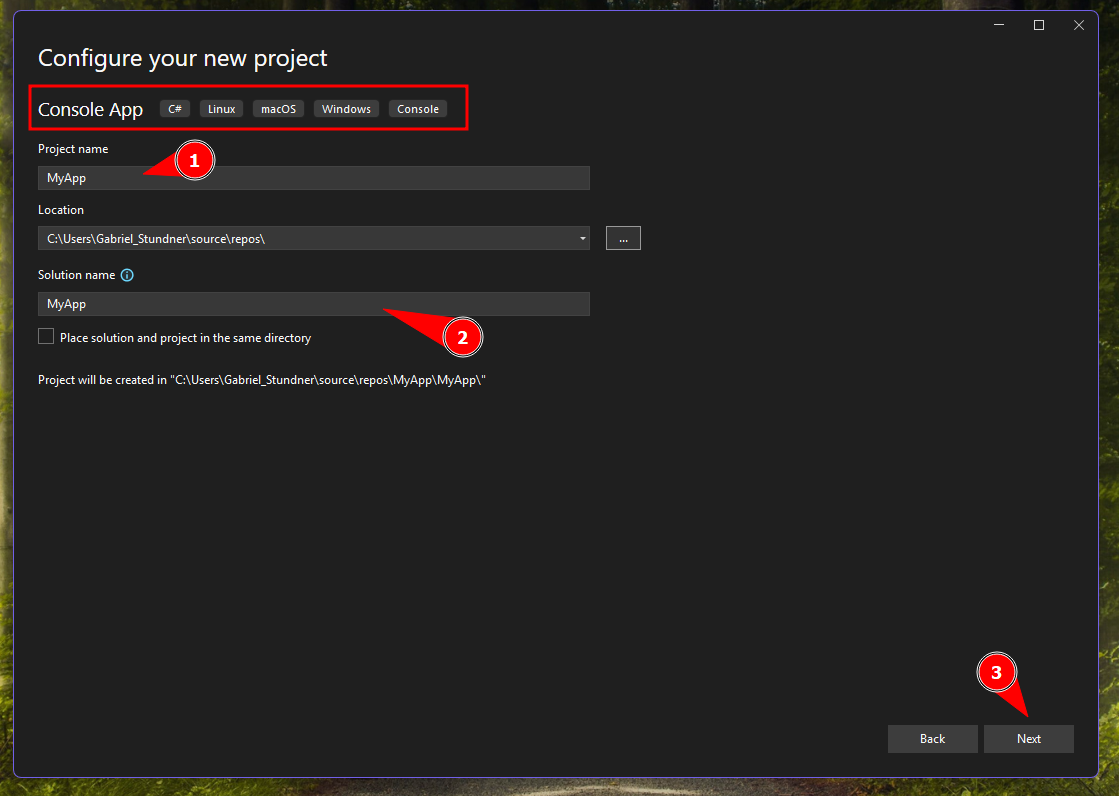 Configure your new project
Console App C# Linux macOS Windows Console
Project name
1
MyApp
Location
C:\Users\Gabriel_Stundner\source\repos\ ...
Solution name
MyApp
2
Place solution and project in the same directory
Project will be created in "C:\Users\Gabriel_Stundner\source\repos\MyApp\MyApp\"
3
Back Next